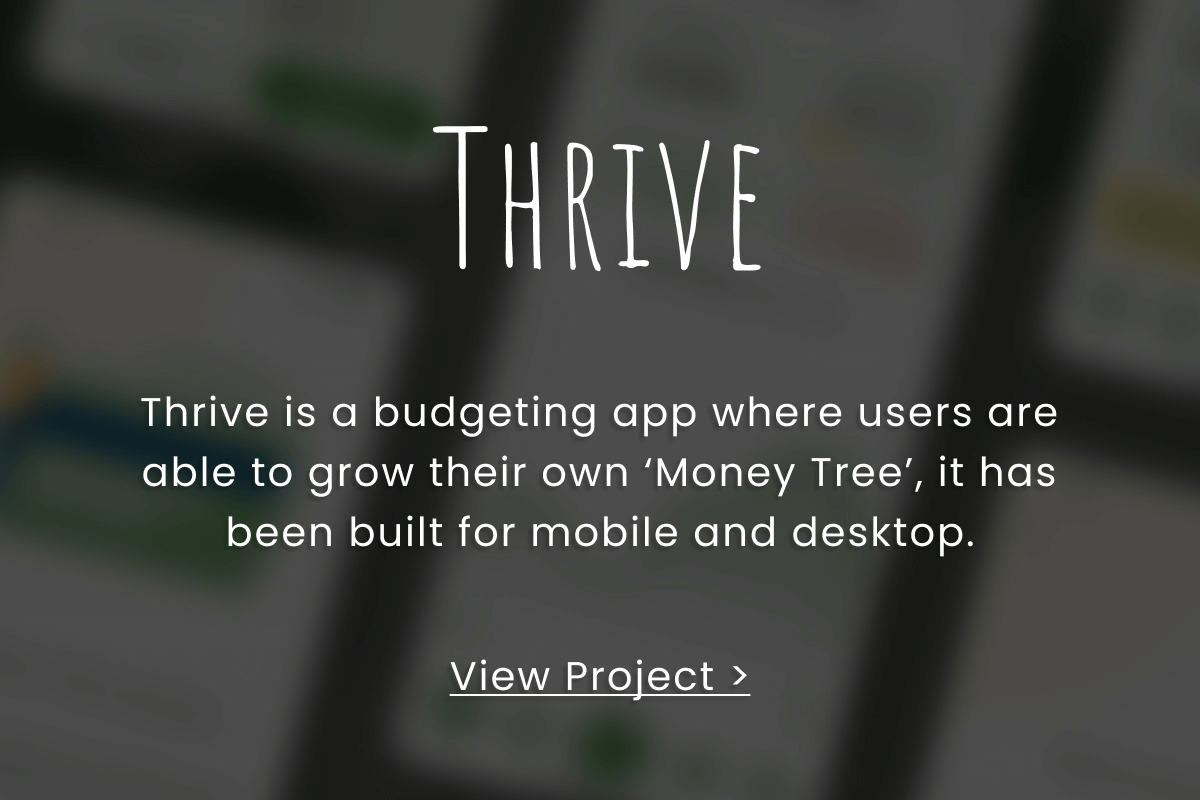 Thrive
Thrive is a budgeting app where users are
able to grow their own ‘Money Tree’, it has
been built for mobile and desktop.
View Project >